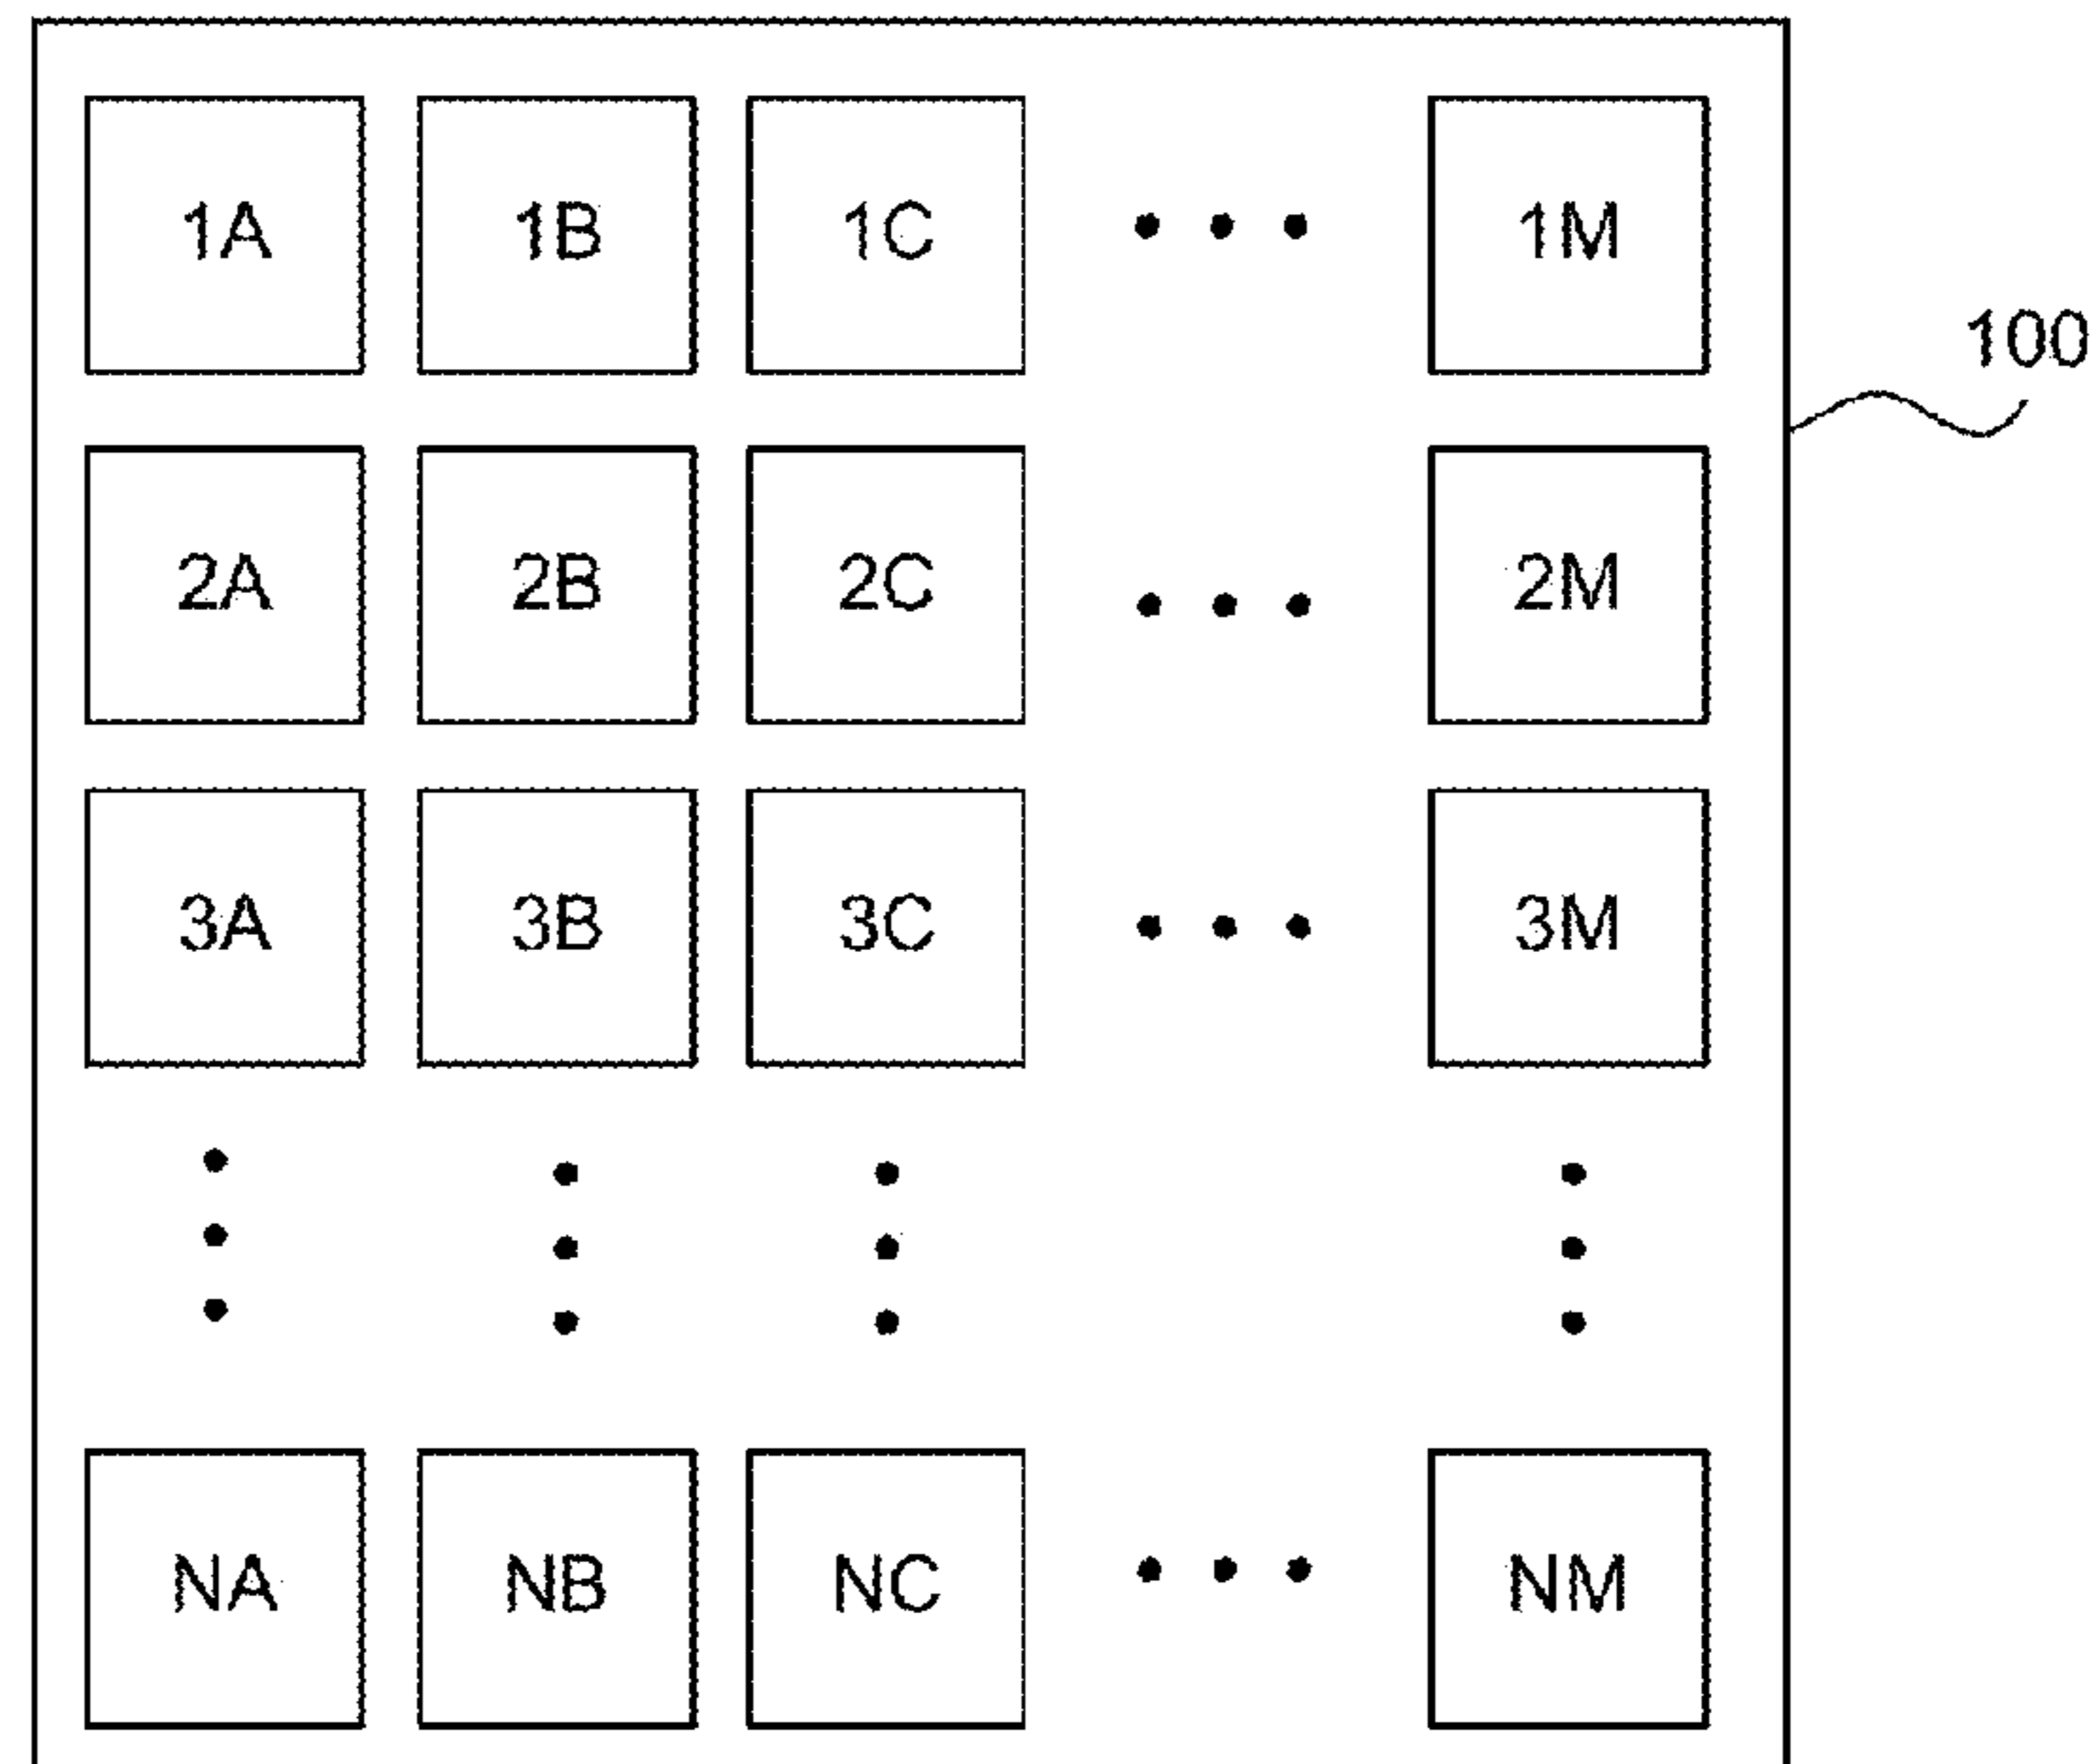 1A 1B 1C • • • 1M
100
2A 2B 2C • • • 2M
3A 3B 3C • • • 3M
NA NB NC • • • NM